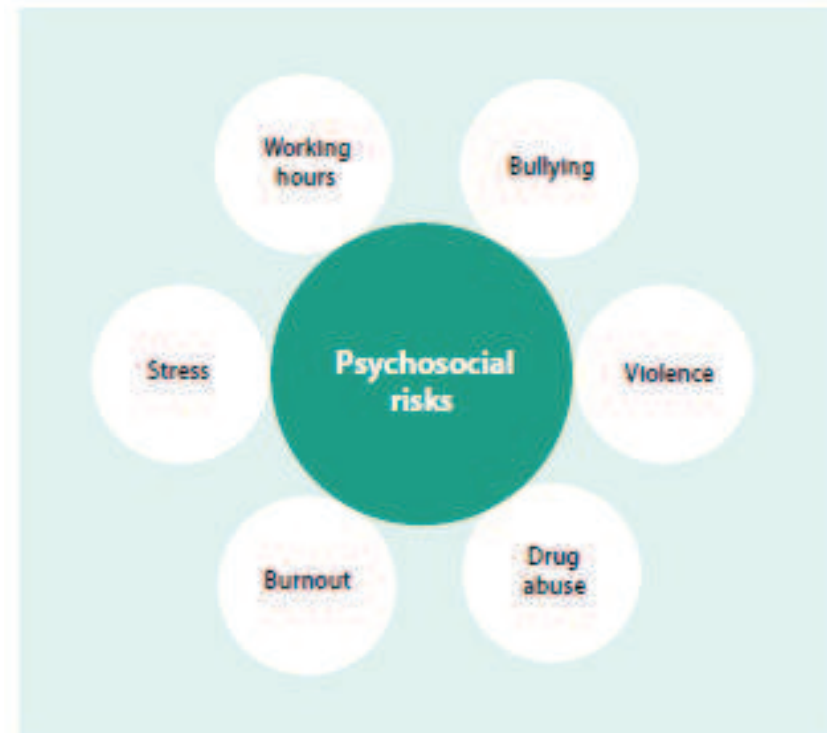 Working
hours
Bullying
Stress
Psychosocial
risks
Violence
Burnout
Drug
abuse